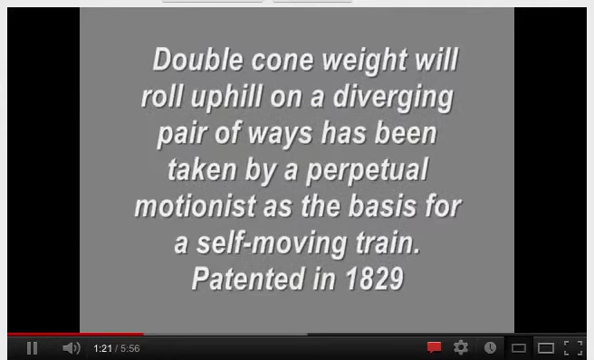 Double cone weight will
roll uphill on a diverging
pair of ways has been
taken by a perpetual
motionist as the basis for
a self-moving train.
Patented in 1829
1:21 / 5:56